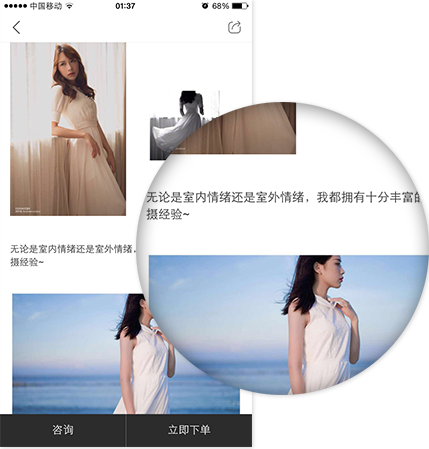 中国移动
01:37
68%
无论是室内情绪还是室外情绪，
摄经验~
无论是室内情绪还是室外情绪，我都拥有十分丰富的
摄经验~
咨询
立即下单